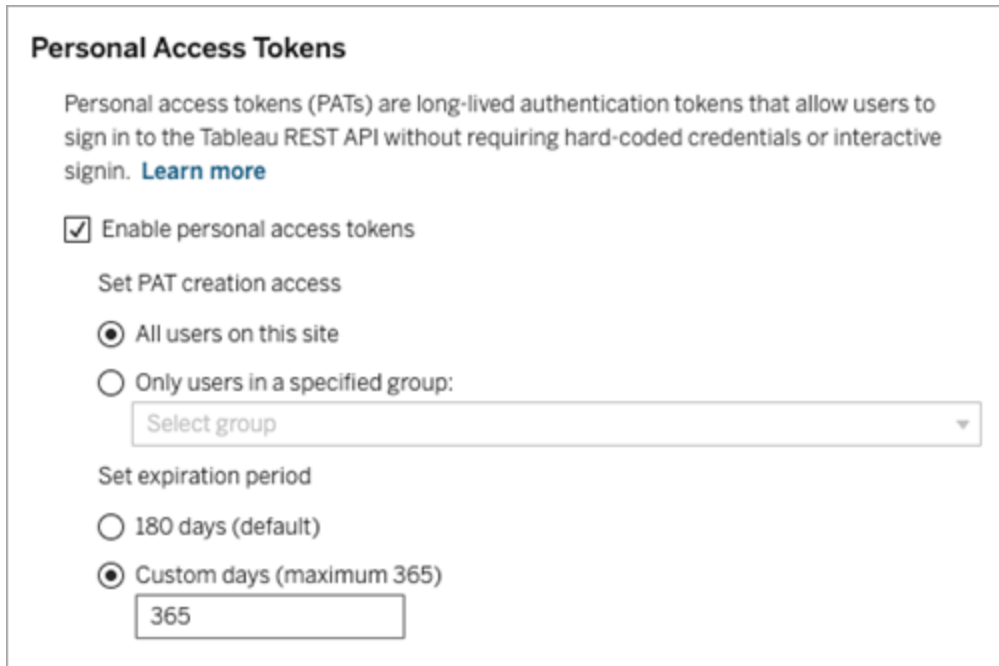 Personal Access Tokens
Personal access tokens (PATs) are long-lived authentication tokens that allow users to
sign in to the Tableau REST API without requiring hard-coded credentials or interactive
signin. Learn more
Enable personal access tokens
Set PAT creation access
All users on this site
Only users in a specified group:
Select group
Set expiration period
180 days (default)
Custom days (maximum 365)
365